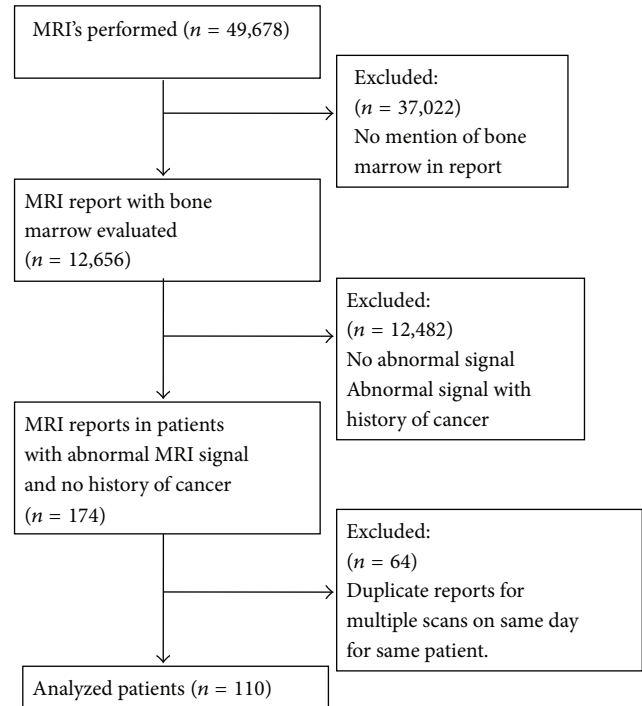 MRI's performed (n = 49,678)
Excluded:
(n = 37,022)
No mention of bone
marrow in report
MRI report with bone
marrow evaluated
(n = 12,656)
Excluded:
(n = 12,482)
No abnormal signal
Abnormal signal with
history of cancer
MRI reports in patients
with abnormal MRI signal
and no history of cancer
(n = 174)
Excluded:
(n = 64)
Duplicate reports for
multiple scans on same day
for same patient.
Analyzed patients (n = 110)